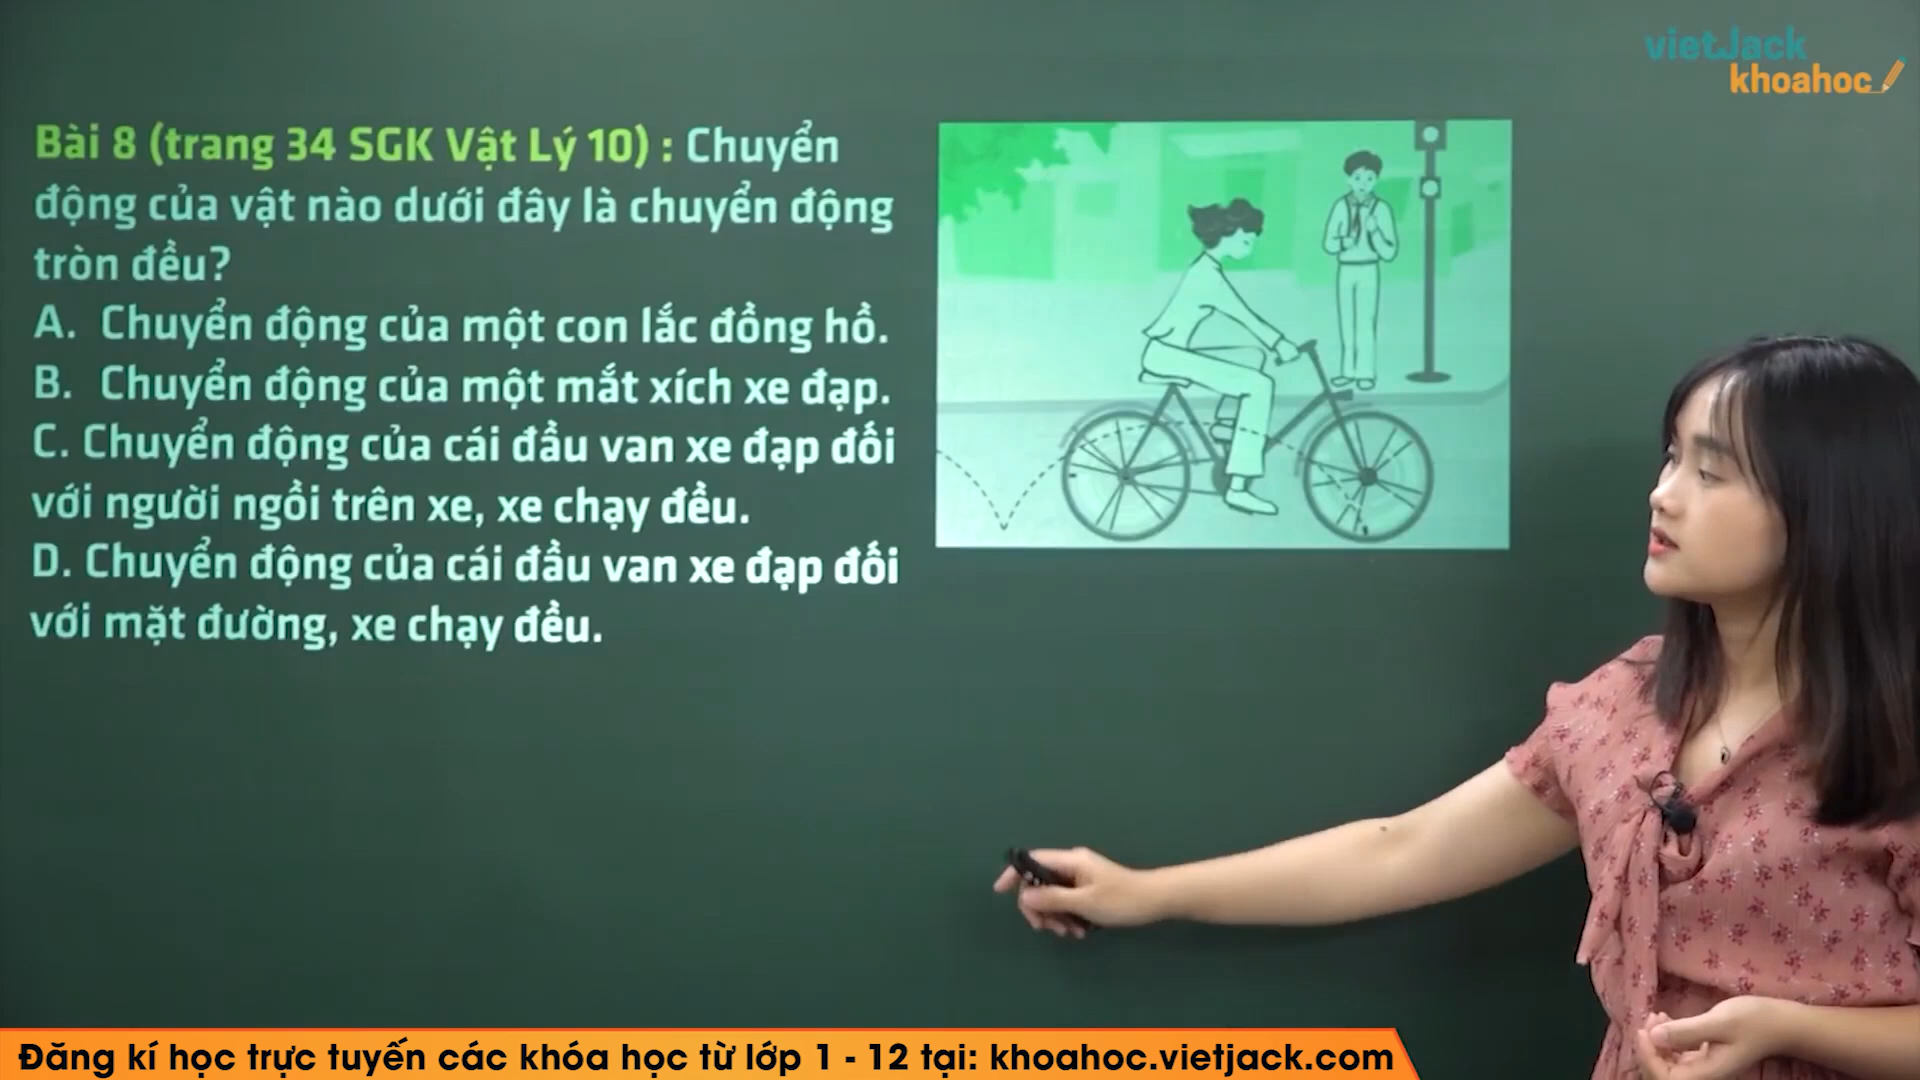 vietJack
khoahoc
Bài 8 (trang 34 SGK Vật Lý 10) : Chuyển
động của vật nào dưới đây là chuyển động
tròn đều?
A. Chuyển động của một con lắc đồng hồ.
B. Chuyển động của một mắt xích xe đạp.
C. Chuyển động của cái đầu van xe đạp đối
với người ngồi trên xe, xe chạy đều.
D. Chuyển động của cái đầu van xe đạp đối
với mặt đường, xe chạy đều.
Đăng kí học trực tuyến các khóa học từ lớp 1 - 12 tại: khoahoc.vietjack.com